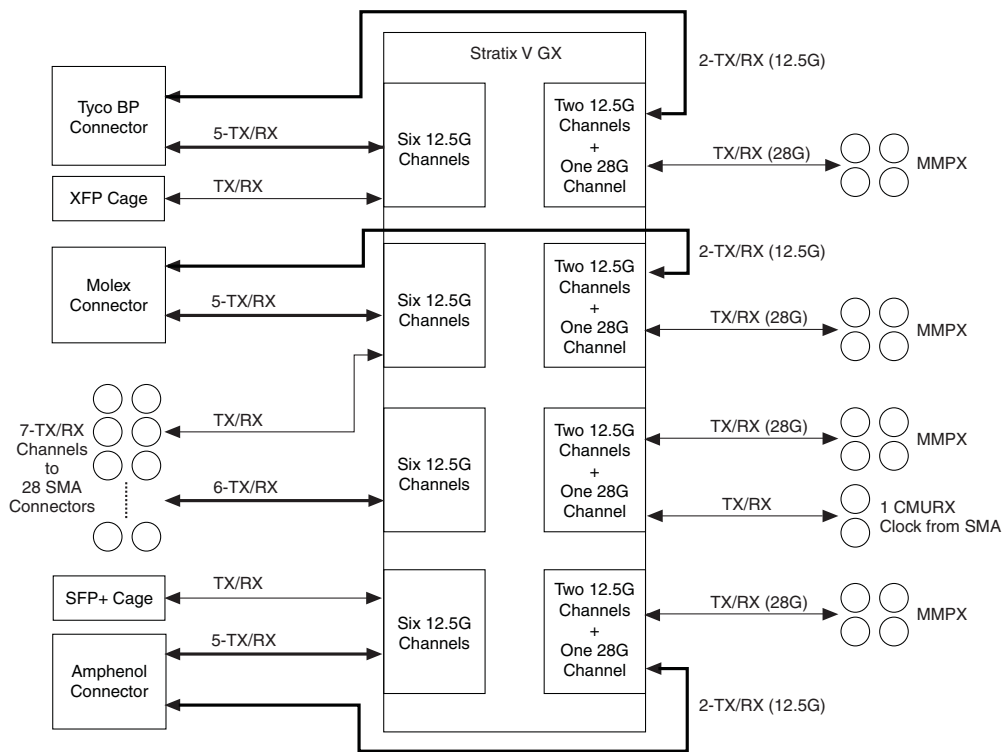 Stratix V GX
2-TX/RX (12.5G)
Tyco BP
Connector
5-TX/RX
Six 12.5G
Channels
Two 12.5G
Channels
+
One 28G
Channel
TX/RX (28G)
MMPX
XFP Cage
TX/RX
2-TX/RX (12.5G)
Molex
Connector
5-TX/RX
Six 12.5G
Channels
Two 12.5G
Channels
+
One 28G
Channel
TX/RX (28G)
MMPX
7-TX/RX
Channels
to
28 SMA
Connectors
TX/RX
6-TX/RX
Six 12.5G
Channels
Two 12.5G
Channels
+
One 28G
Channel
TX/RX (28G)
MMPX
TX/RX
1 CMURX
Clock from SMA
SFP+ Cage
TX/RX
5-TX/RX
Amphenol
Connector
Six 12.5G
Channels
Two 12.5G
Channels
+
One 28G
Channel
TX/RX (28G)
MMPX
2-TX/RX (12.5G)